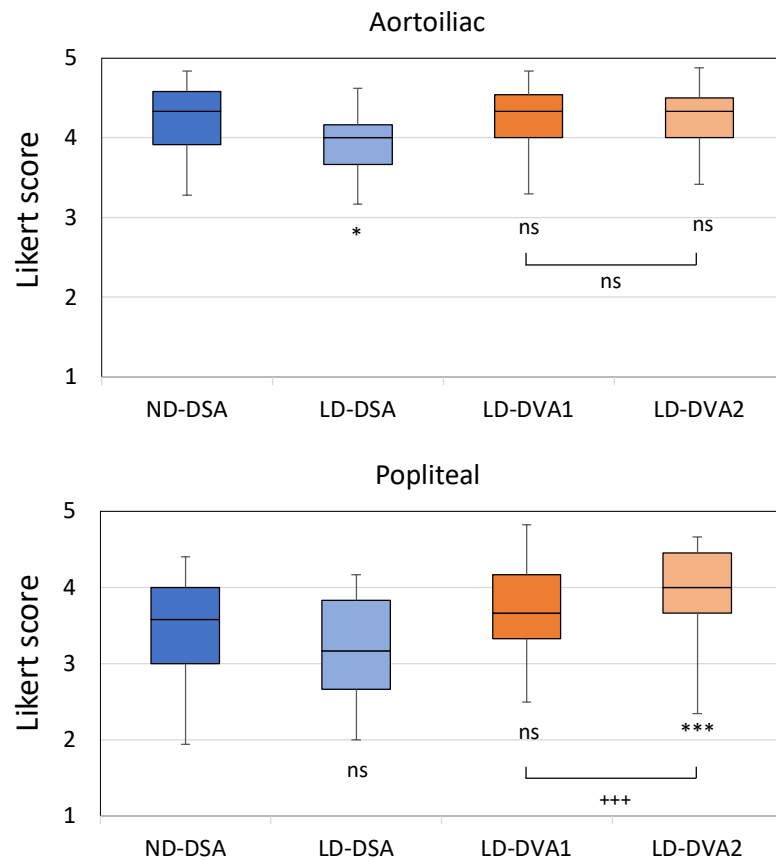 Aortoiliac
5
4
3
2
1
Likert score
*
ns
ns
ns
ND-DSA LD-DSA LD-DVA1 LD-DVA2
Popliteal
5
4
3
2
1
Likert score
ns
ns
***
+++
ND-DSA LD-DSA LD-DVA1 LD-DVA2